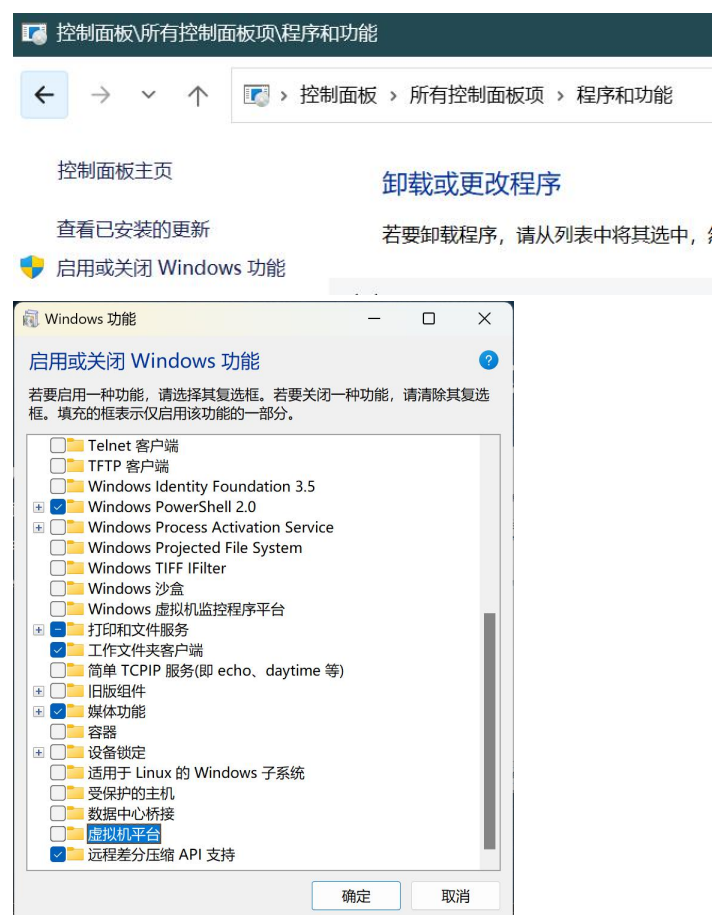 控制面板\所有控制面板项\程序和功能
控制面板 › 所有控制面板项 › 程序和功能
控制面板主页
卸载或更改程序
查看已安装的更新
若要卸载程序，请从列表中将其选中，
启用或关闭 Windows 功能
Windows 功能
启用或关闭 Windows 功能
若要启用一种功能，请选择其复选框。若要关闭一种功能，请清除其复选
框。填充的框表示仅启用该功能的一部分。
Telnet 客户端
TFTP 客户端
Windows Identity Foundation 3.5
Windows PowerShell 2.0
Windows Process Activation Service
Windows Projected File System
Windows TIFF IFilter
Windows 沙盒
Windows 虚拟机监控程序平台
打印和文件服务
工作文件夹客户端
简单 TCPIP 服务(即 echo、daytime 等)
旧版组件
媒体功能
容器
设备锁定
适用于 Linux 的 Windows 子系统
受保护的主机
数据中心桥接
虚拟机平台
远程差分压缩 API 支持
确定 取消